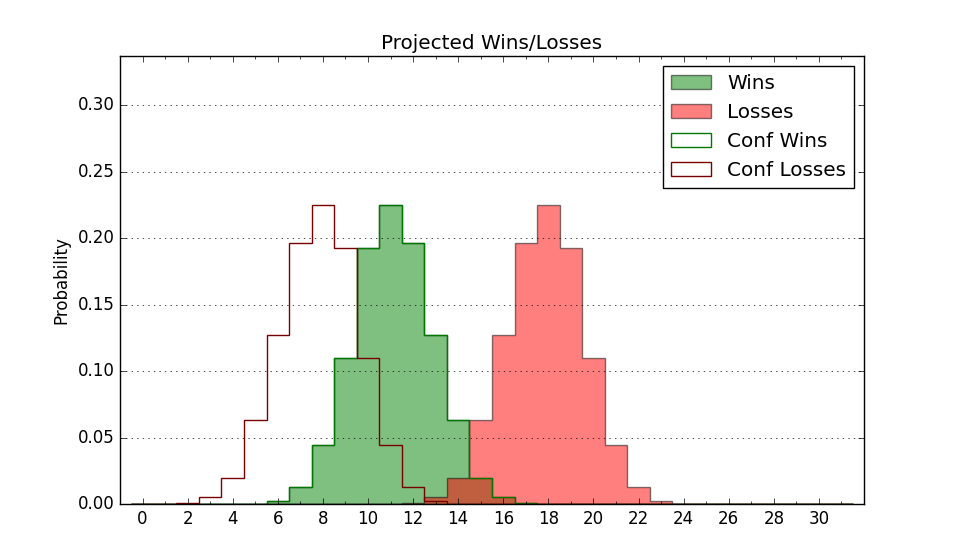 Projected Wins/Losses
Wins
Losses
Conf Wins
Conf Losses
Probability
0.30
0.25
0.20
0.15
0.10
0.05
0.00
0 2 4 6 8 10 12 14 16 18 20 22 24 26 28 30